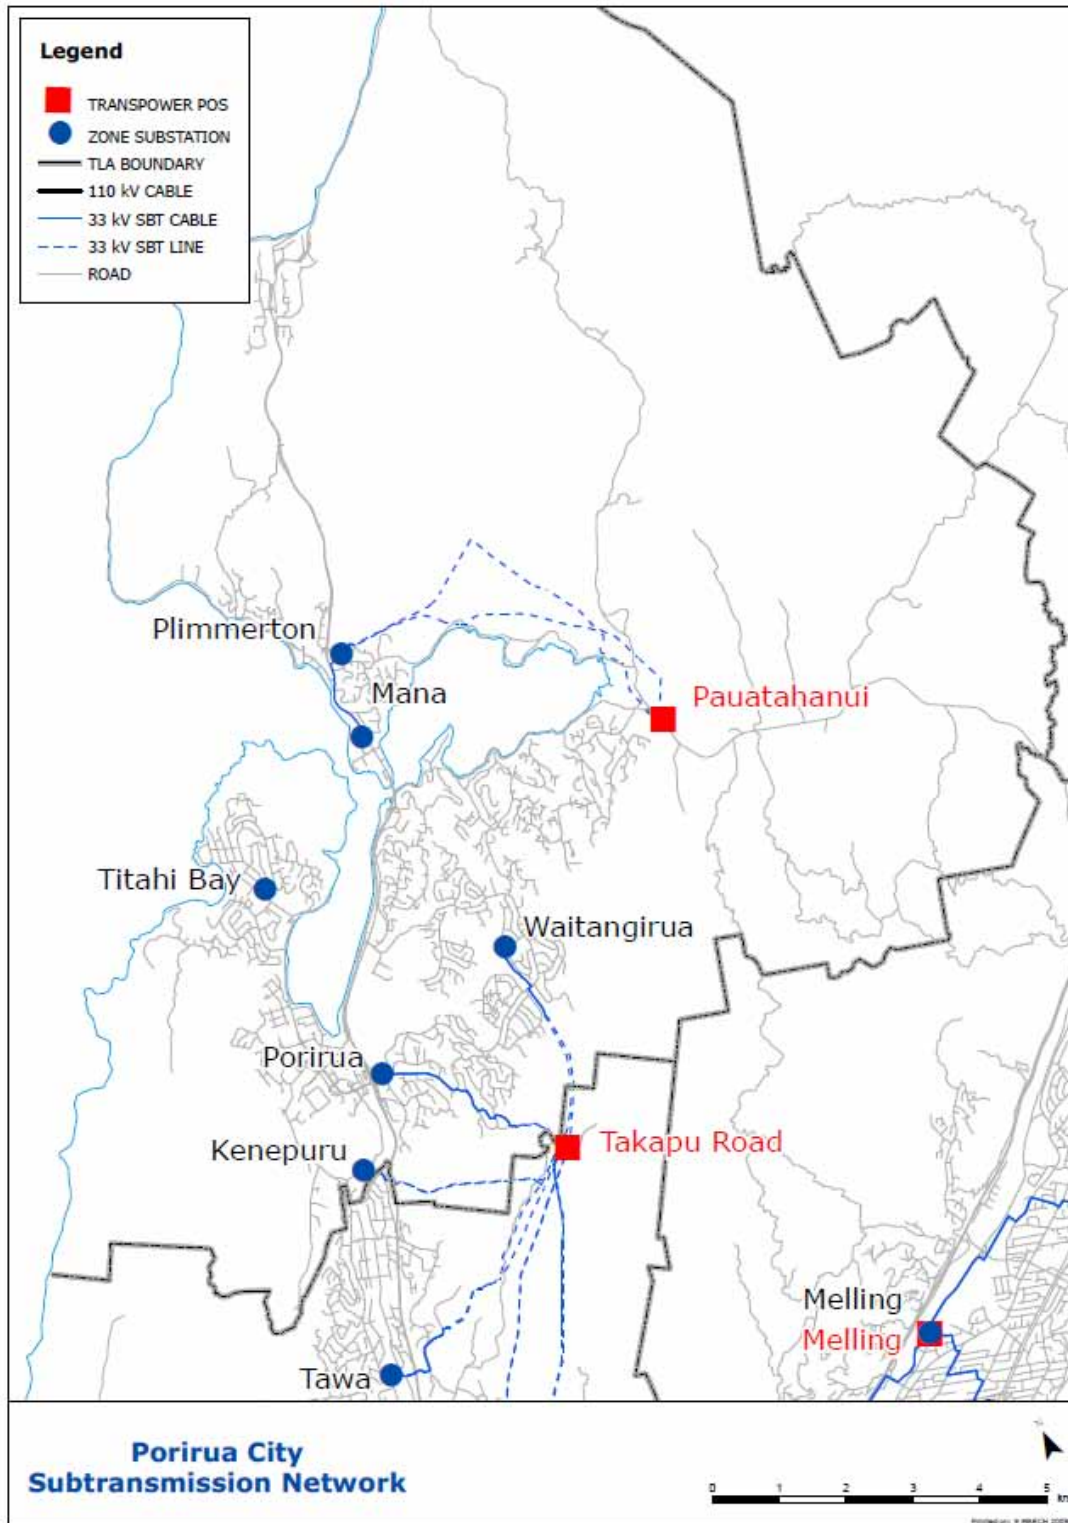 Legend
TRANSPOWER POS
ZONE SUBSTATION
TLA BOUNDARY
110 kV CABLE
33 kV SBT CABLE
33 kV SBT LINE
ROAD
Plimmerton
Mana
Pauatahanui
Titahi Bay
Waitangirua
Porirua
Takapu Road
Kenepuru
Melling
Melling
Tawa
Porirua City
Subtransmission Network
0 1 2 3 4 5